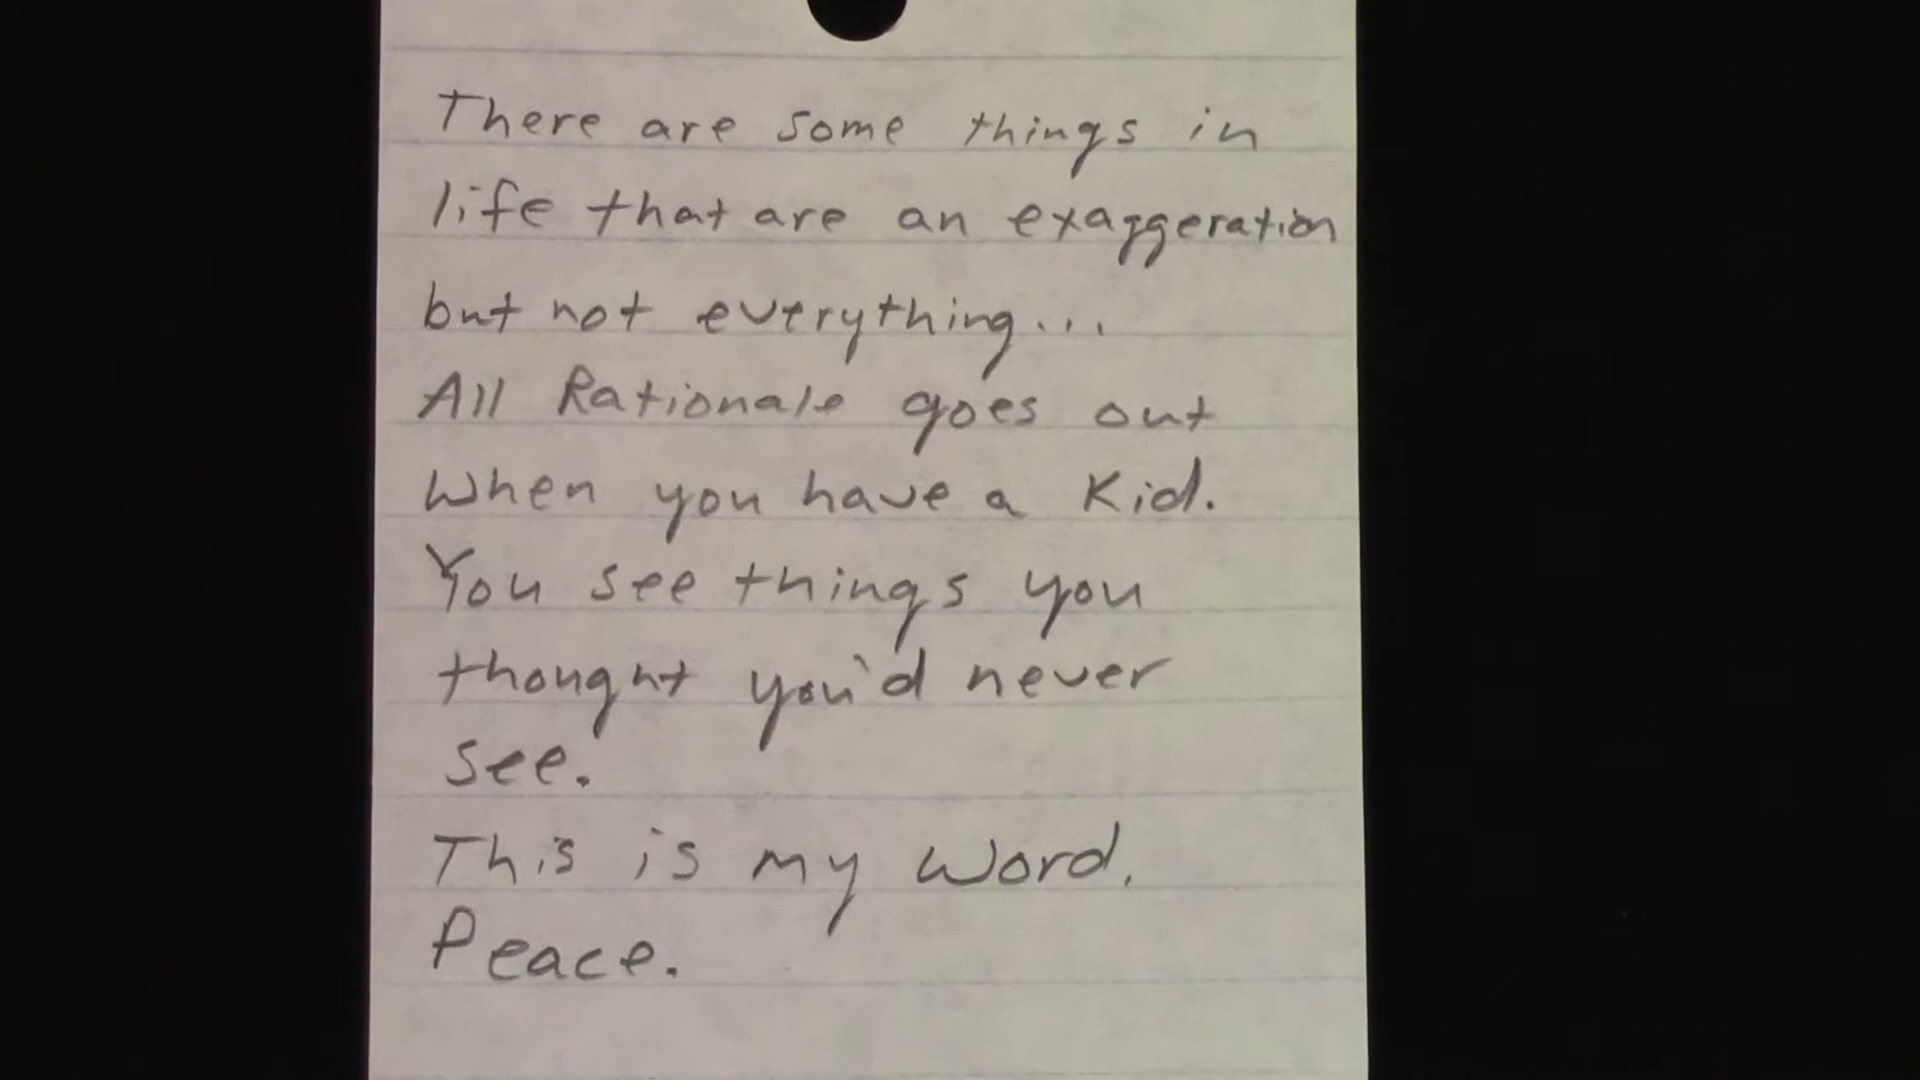 There are some things in
life that are an exaggeration
but not everything...
All Rationale goes out
When you have a Kid.
You see things you
thought you'd never
see.
This is my word.
Peace.